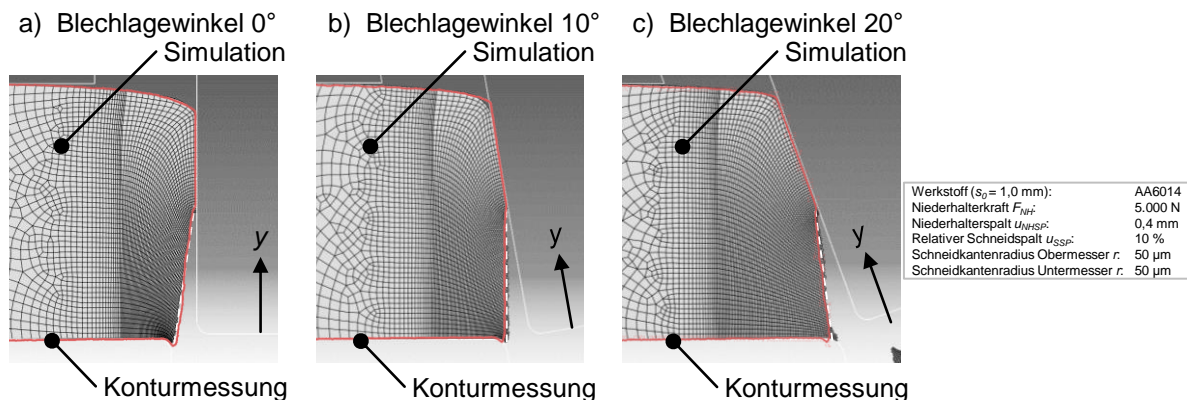 a) Blechlagewinkel 0°
Simulation
b) Blechlagewinkel 10°
Simulation
c) Blechlagewinkel 20°
Simulation
y
y
y
Konturmessung
Konturmessung
Konturmessung
Werkstoff (s0 = 1,0 mm): AA6014
Niederhalterkraft FNH: 5.000 N
Niederhalterspalt uNHSP: 0,4 mm
Relativer Schneidspalt uSSP: 10 %
Schneidkantenradius Obermesser r: 50 µm
Schneidkantenradius Untermesser r: 50 µm